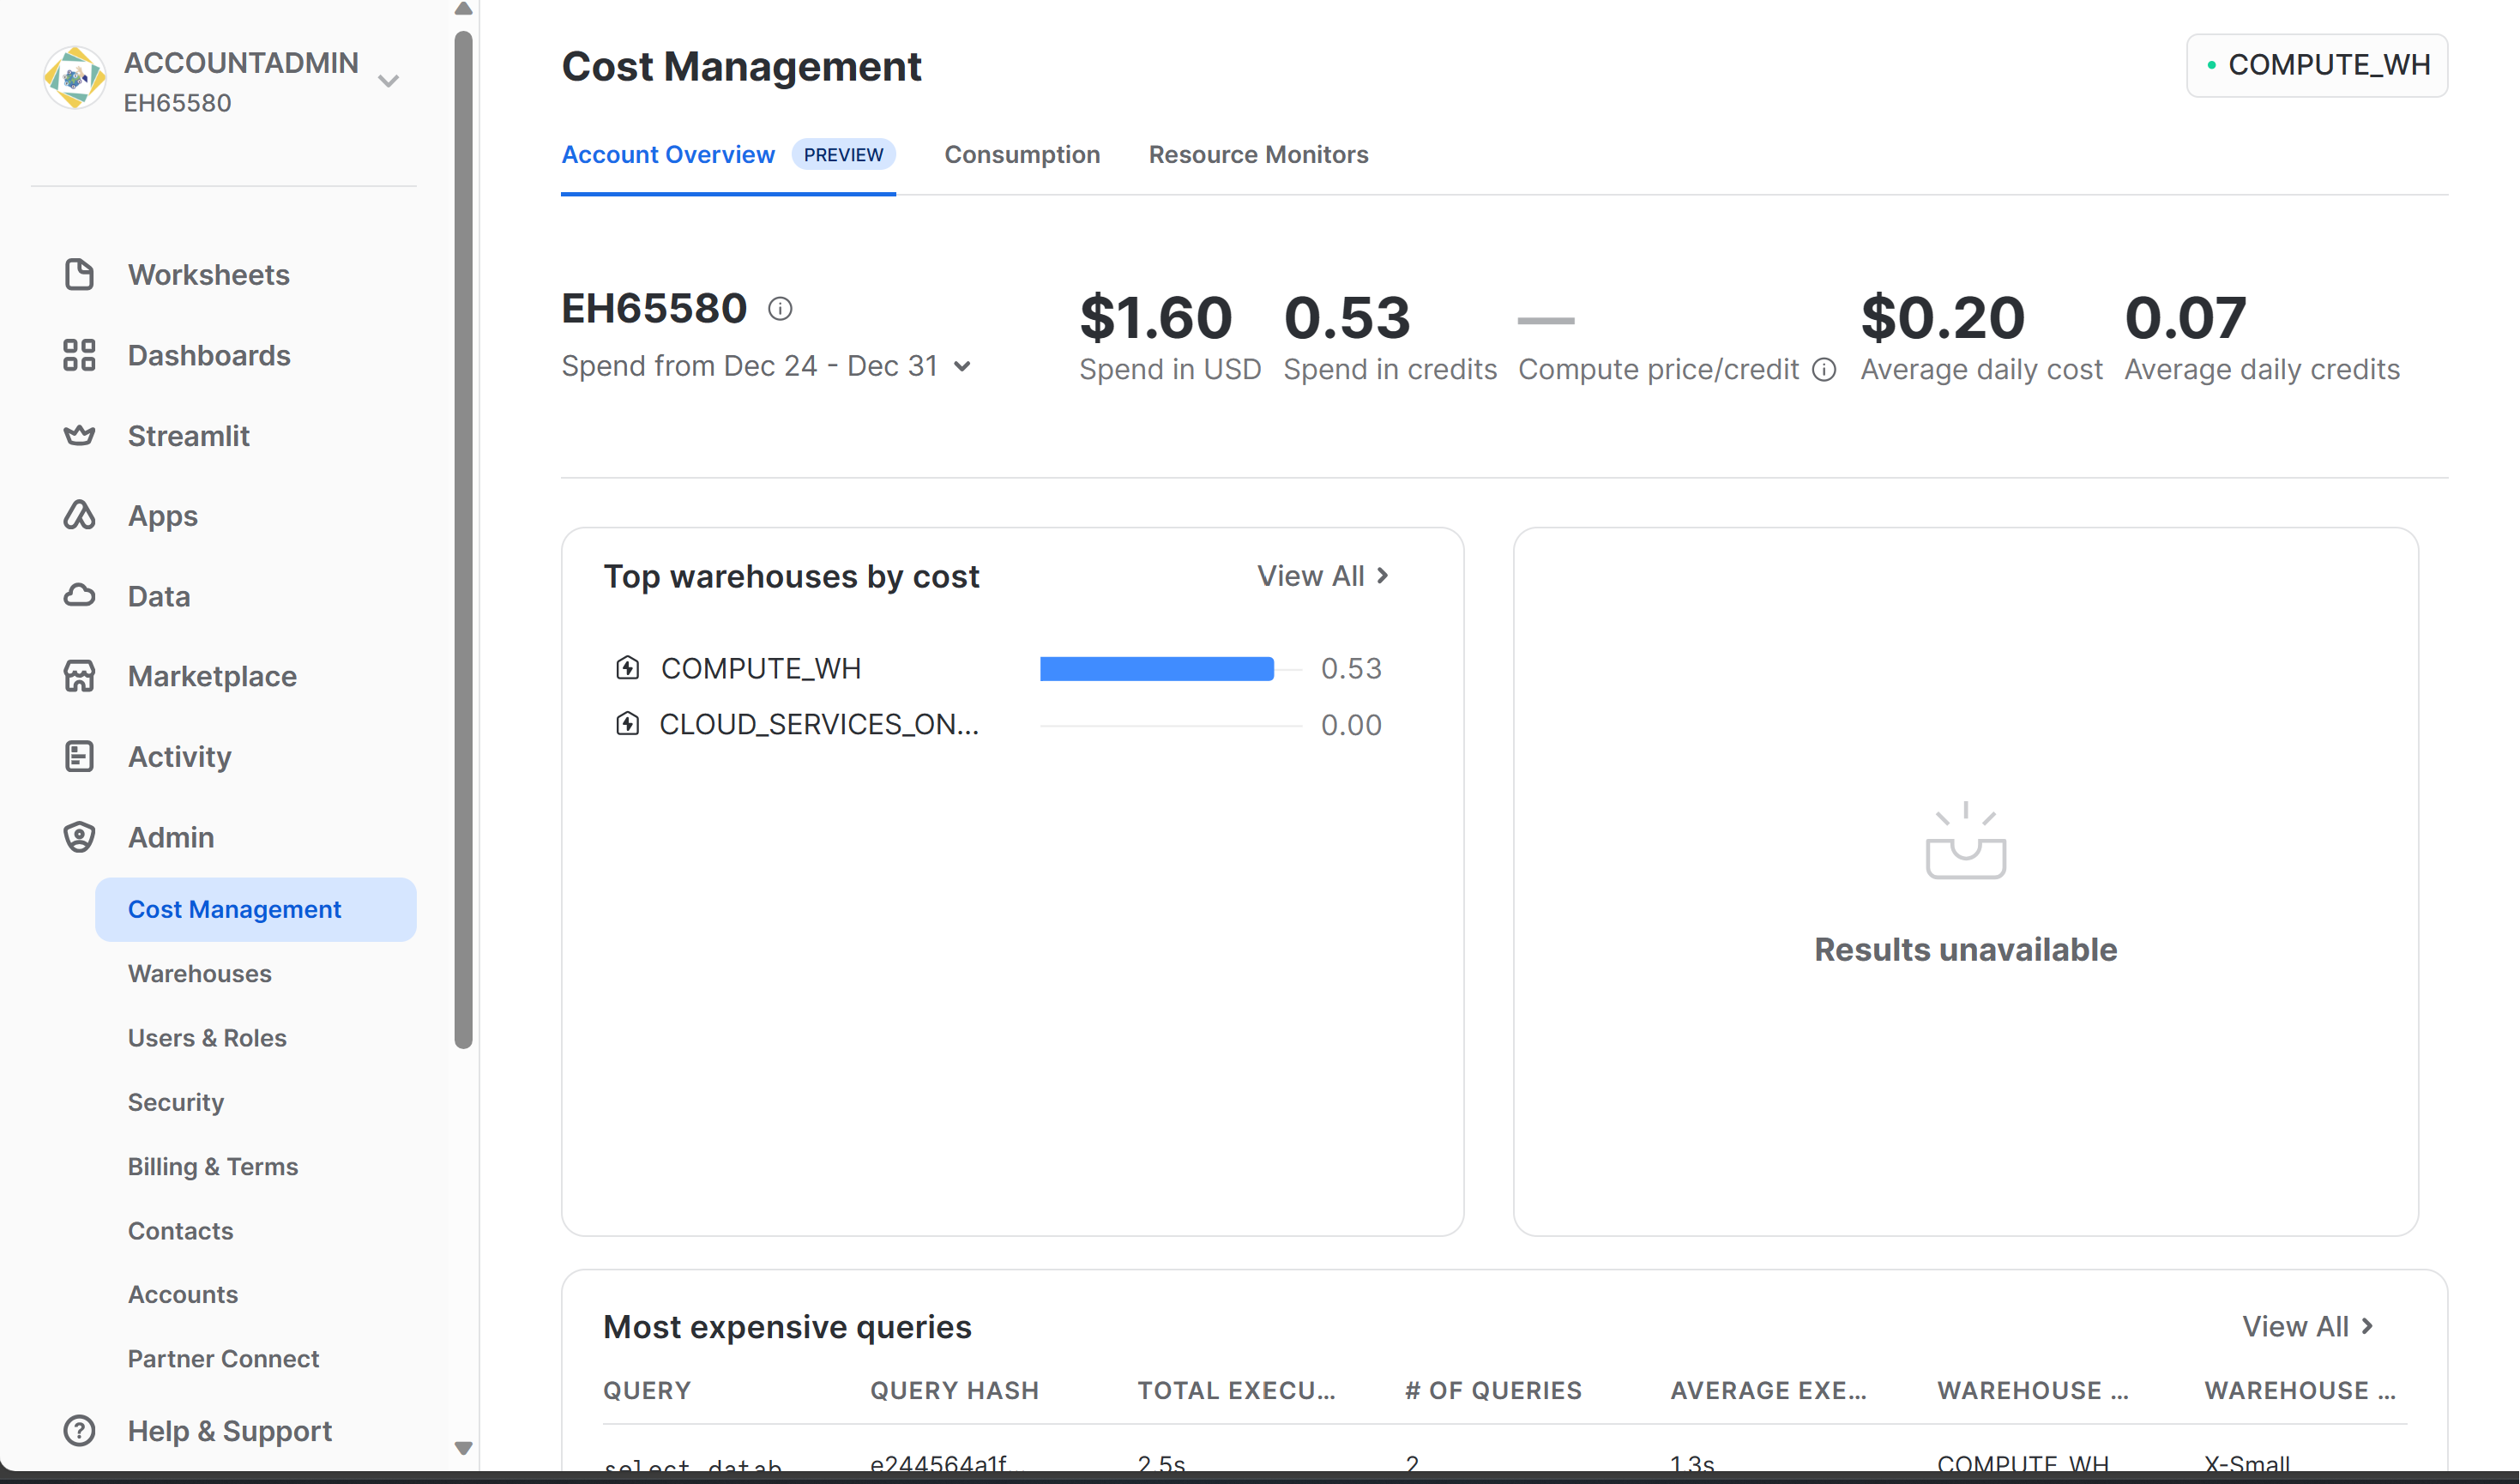 ACCOUNTADMIN
EH65580
Worksheets
Dashboards
Streamlit
Apps
Data
Marketplace
Activity
Admin
Cost Management
Warehouses
Users & Roles
Security
Billing & Terms
Contacts
Accounts
Partner Connect
Help & Support
Cost Management
COMPUTE_WH
Account Overview PREVIEW Consumption Resource Monitors
EH65580
Spend from Dec 24 - Dec 31
$1.60 0.53 — $0.20 0.07
Spend in USD Spend in credits Compute price/credit Average daily cost Average daily credits
Top warehouses by cost View All
COMPUTE_WH 0.53
CLOUD_SERVICES_ON... 0.00
Results unavailable
Most expensive queries View All
QUERY QUERY HASH TOTAL EXECU... # OF QUERIES AVERAGE EXE... WAREHOUSE ... WAREHOUSE ...
select datab e244564a1f... 2.5s 2 1.3s COMPUTE_WH X-Small